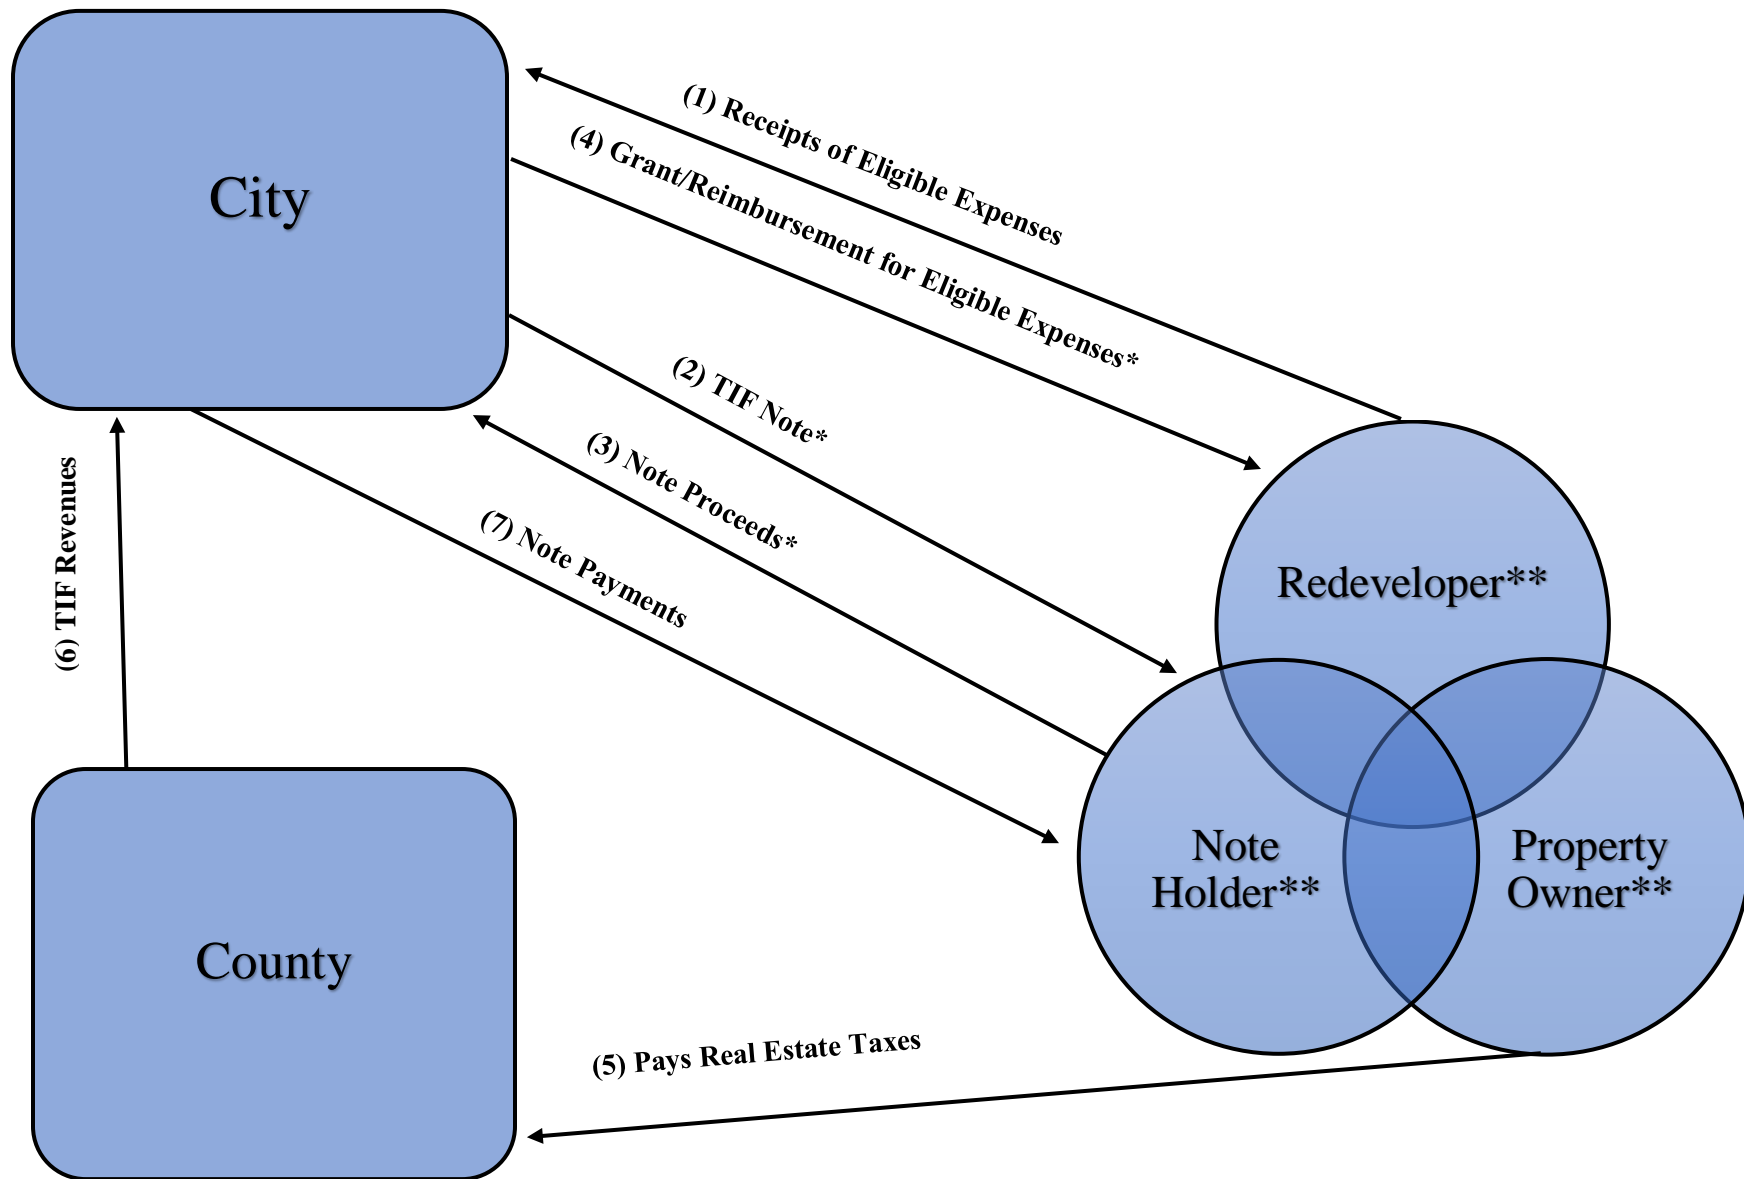 City
(1) Receipts of Eligible Expenses
(4) Grant/Reimbursement for Eligible Expenses*
(2) TIF Note*
(3) Note Proceeds*
(7) Note Payments
(6) TIF Revenues
Redeveloper**
Note
Holder**
Property
Owner**
County
(5) Pays Real Estate Taxes